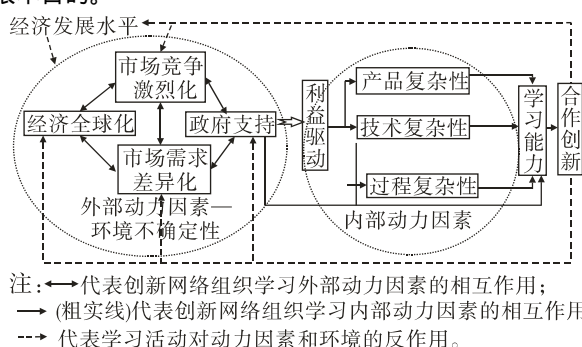 经济发展水平
市场竞争
激烈化
经济全球化
政府支持
市场需求
差异化
外部动力因素—
环境不确定性
利益驱动
产品复杂性
技术复杂性
过程复杂性
内部动力因素
学习能力
合作创新
注:⟷代表创新网络组织学习外部动力因素的相互作用;
→ (粗实线)代表创新网络组织学习内部动力因素的相互作用
⇢ 代表学习活动对动力因素和环境的反作用。